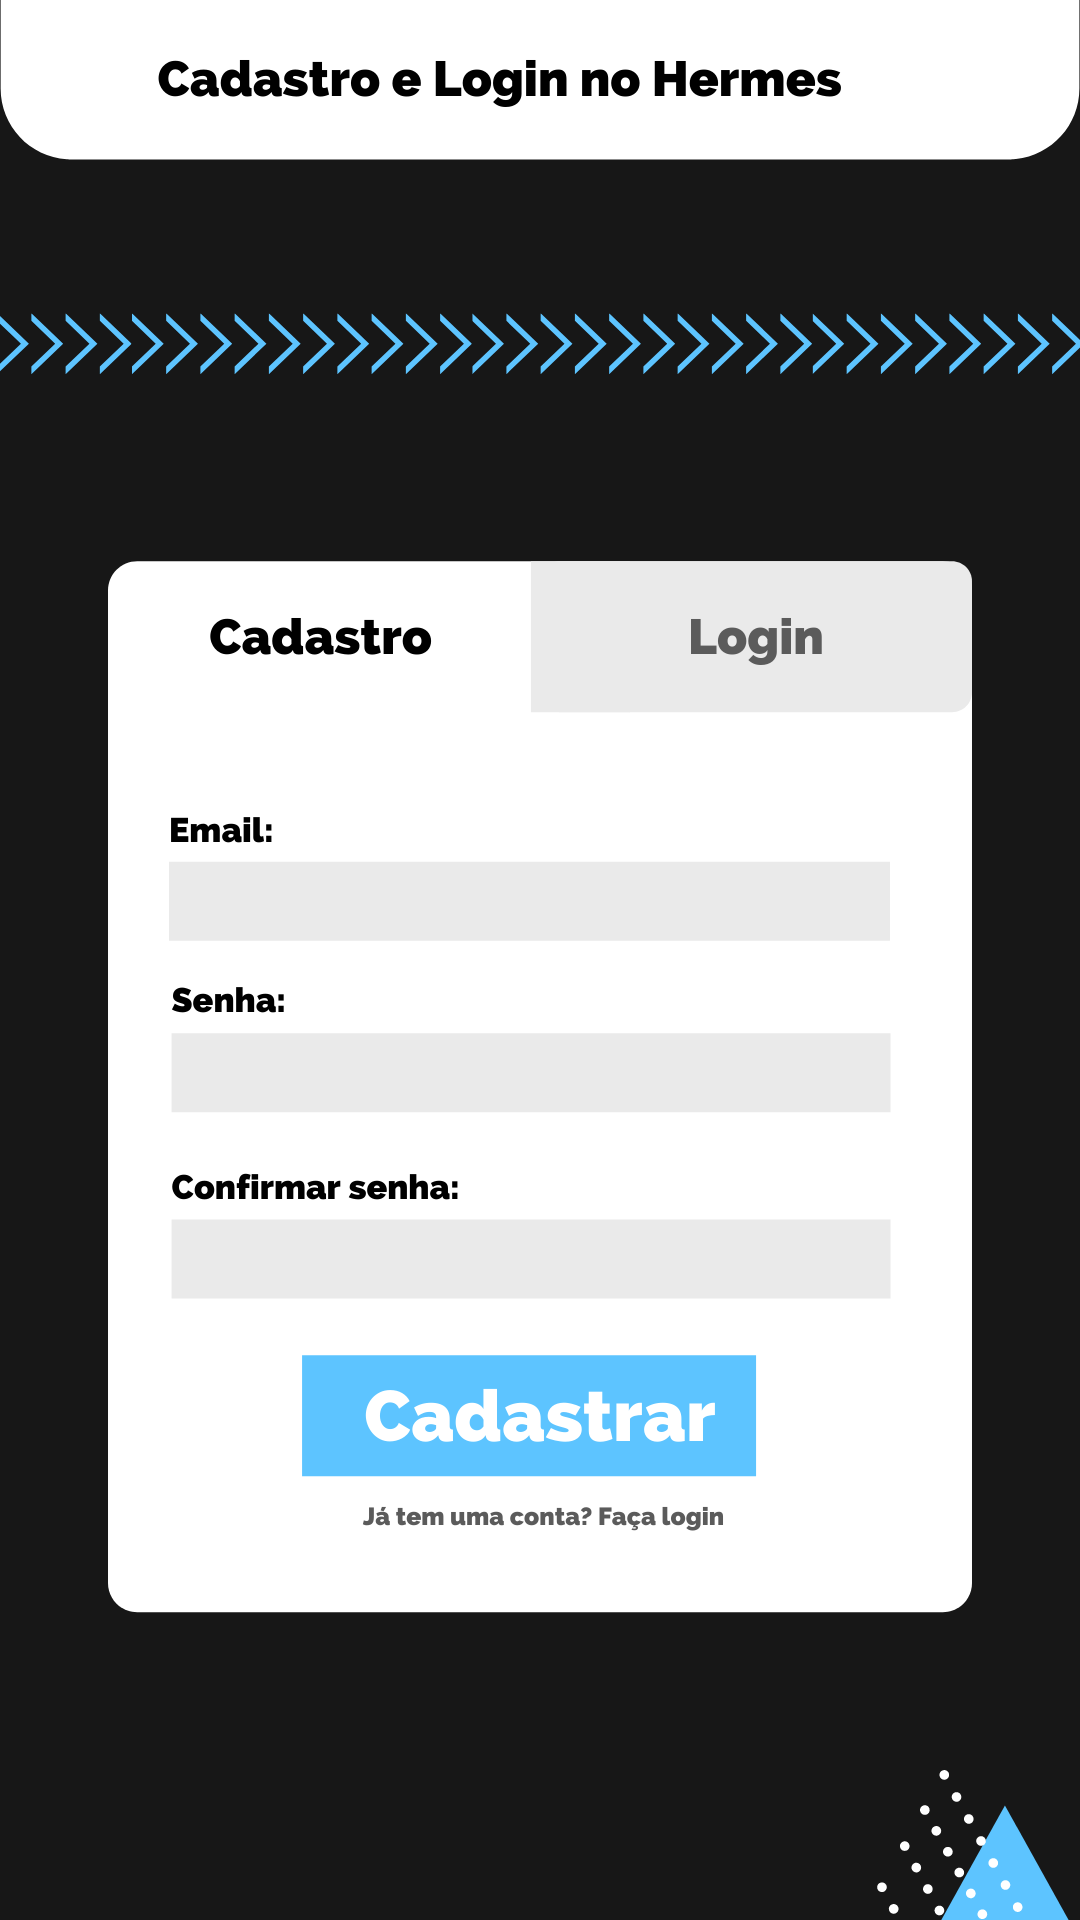 Cadastro e Login no Hermes
Cadastro
Login
Email:
Senha:
Confirmar senha:
Cadastrar
Já tem uma conta? Faça login